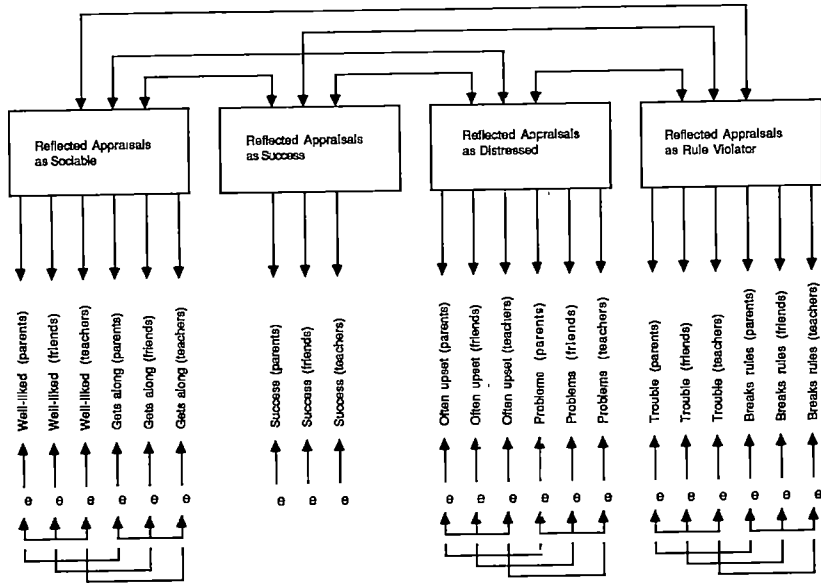 Reflected Appraisals
as Sociable
Reflected Appraisals
as Success
Reflected Appraisals
as Distressed
Reflected Appraisals
as Rule Violator
Well-liked (parents)
Well-liked (friends)
Well-liked (teachers)
Gets along (parents)
Gets along (friends)
Gets along (teachers)
Success (parents)
Success (friends)
Success (teachers)
Often upset (parents)
Often upset (friends)
Often upset (teachers)
Problems (parents)
Problems (friends)
Problems (teachers)
Trouble (parents)
Trouble (friends)
Trouble (teachers)
Breaks rules (parents)
Breaks rules (friends)
Breaks rules (teachers)
e e e e e e e e e e e e e e e e e e e e e